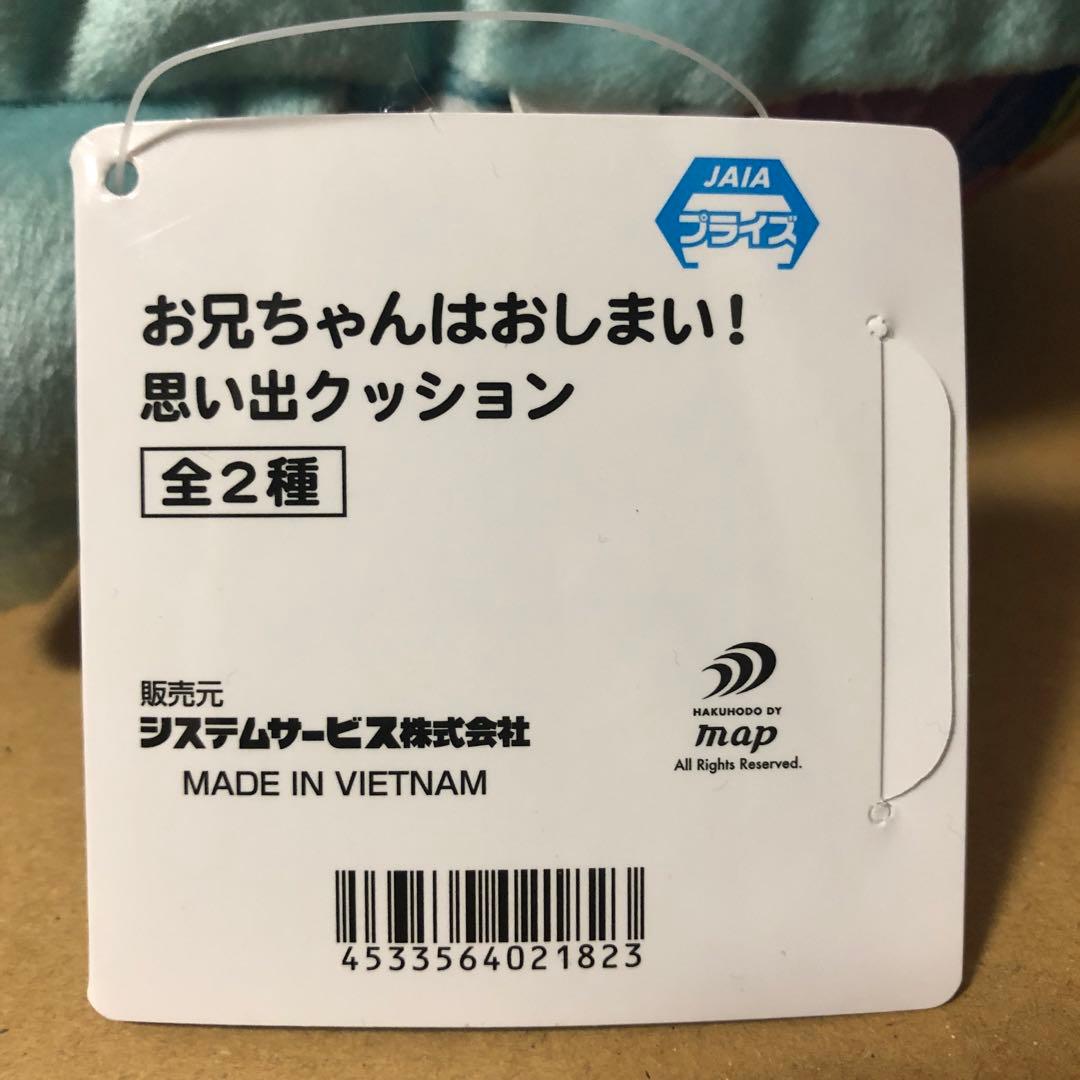 JAIA
プライズ
お兄ちゃんはおしまい！
思い出クッション
全2種
販売元
システムサービス株式会社
MADE IN VIETNAM
HAKUHODO DY
map
All Rights Reserved.
4533564021823